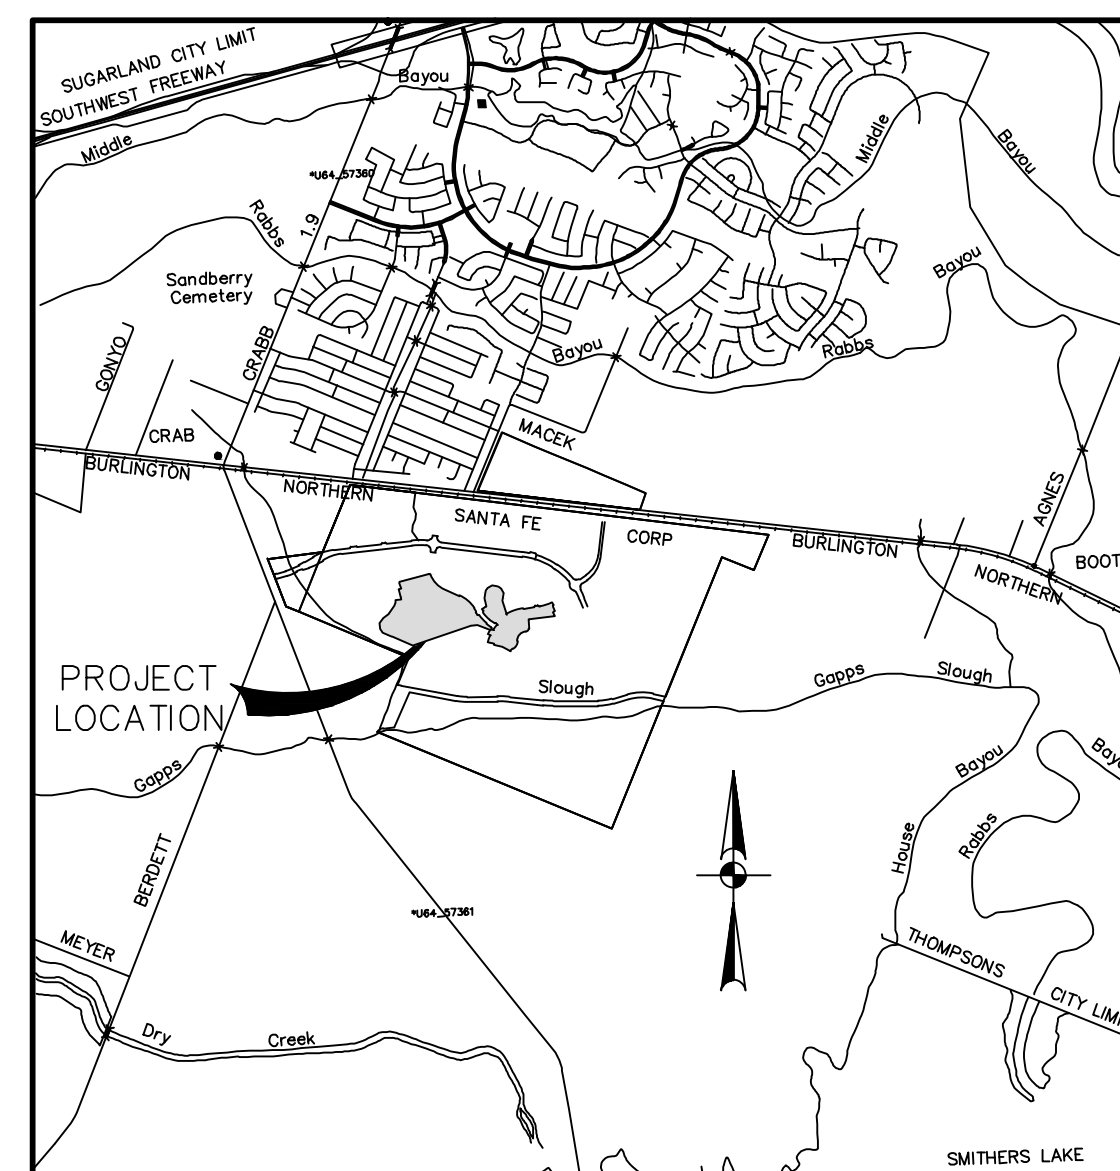 SUGARLAND CITY LIMIT
SOUTHWEST FREEWAY
Bayou
Middle
Middle
Bayou
*U64_57360
Rabbs
1.9
Sandberry
Cemetery
Bayou
GONYO
CRABB
Bayou
Rabbs
CRAB
MACEK
BURLINGTON
NORTHERN
SANTA FE
CORP
BURLINGTON
AGNES
NORTHERN
BOOT
PROJECT
LOCATION
Slough
Gapps
Slough
Gapps
Bayou
Rabbs
House
BERDETT
*U64_57361
MEYER
THOMPSONS
CITY LIM
Dry
Creek
SMITHERS LAKE